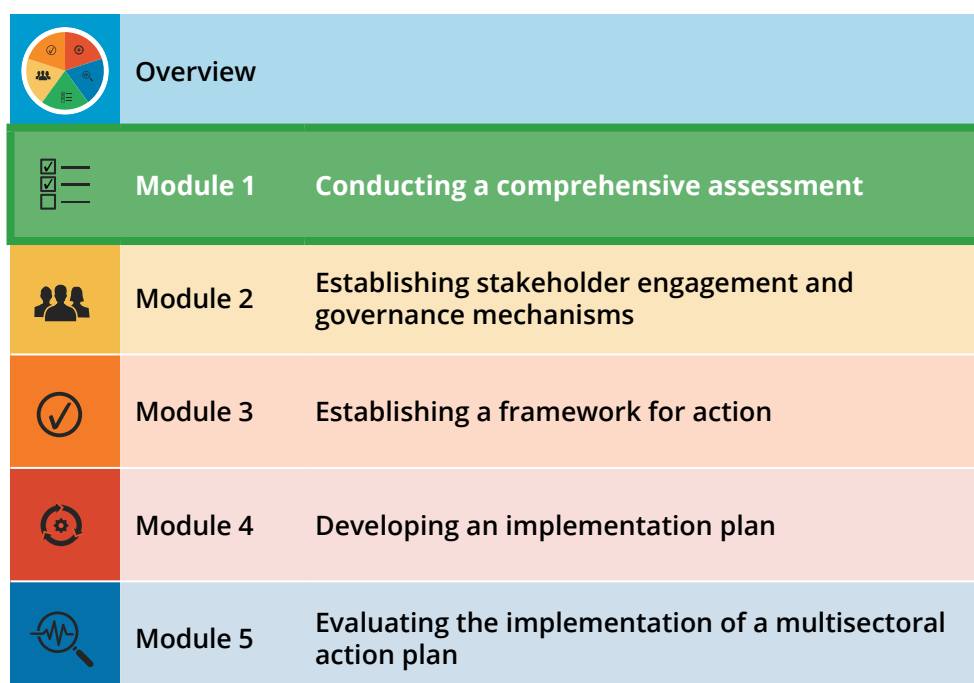 Overview
Module 1 Conducting a comprehensive assessment
Module 2 Establishing stakeholder engagement and
governance mechanisms
Module 3 Establishing a framework for action
Module 4 Developing an implementation plan
Module 5 Evaluating the implementation of a multisectoral
action plan